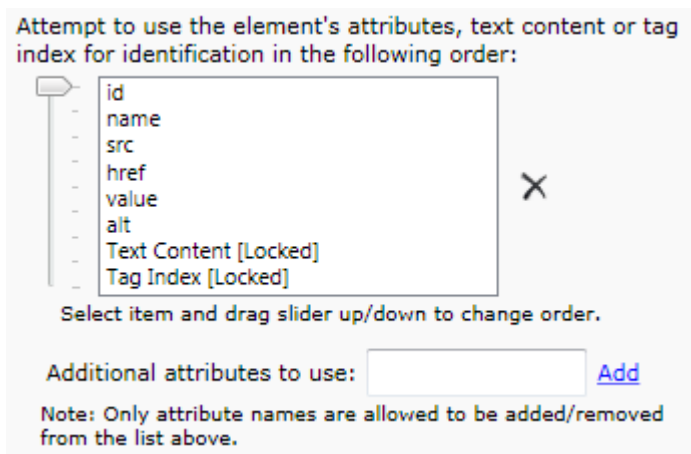 Attempt to use the element's attributes, text content or tag
index for identification in the following order:
id
name
src
href
value
alt
Text Content [Locked]
Tag Index [Locked]
Select item and drag slider up/down to change order.
Additional attributes to use: Add
Note: Only attribute names are allowed to be added/removed
from the list above.